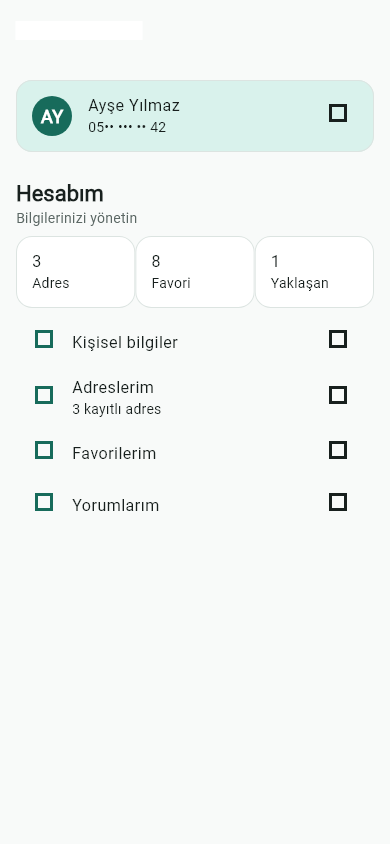 AY
Ayşe Yılmaz
05•• ••• •• 42
Hesabım
Bilgilerinizi yönetin
3
Adres
8
Favori
1
Yaklaşan
Kişisel bilgiler
Adreslerim
3 kayıtlı adres
Favorilerim
Yorumlarım